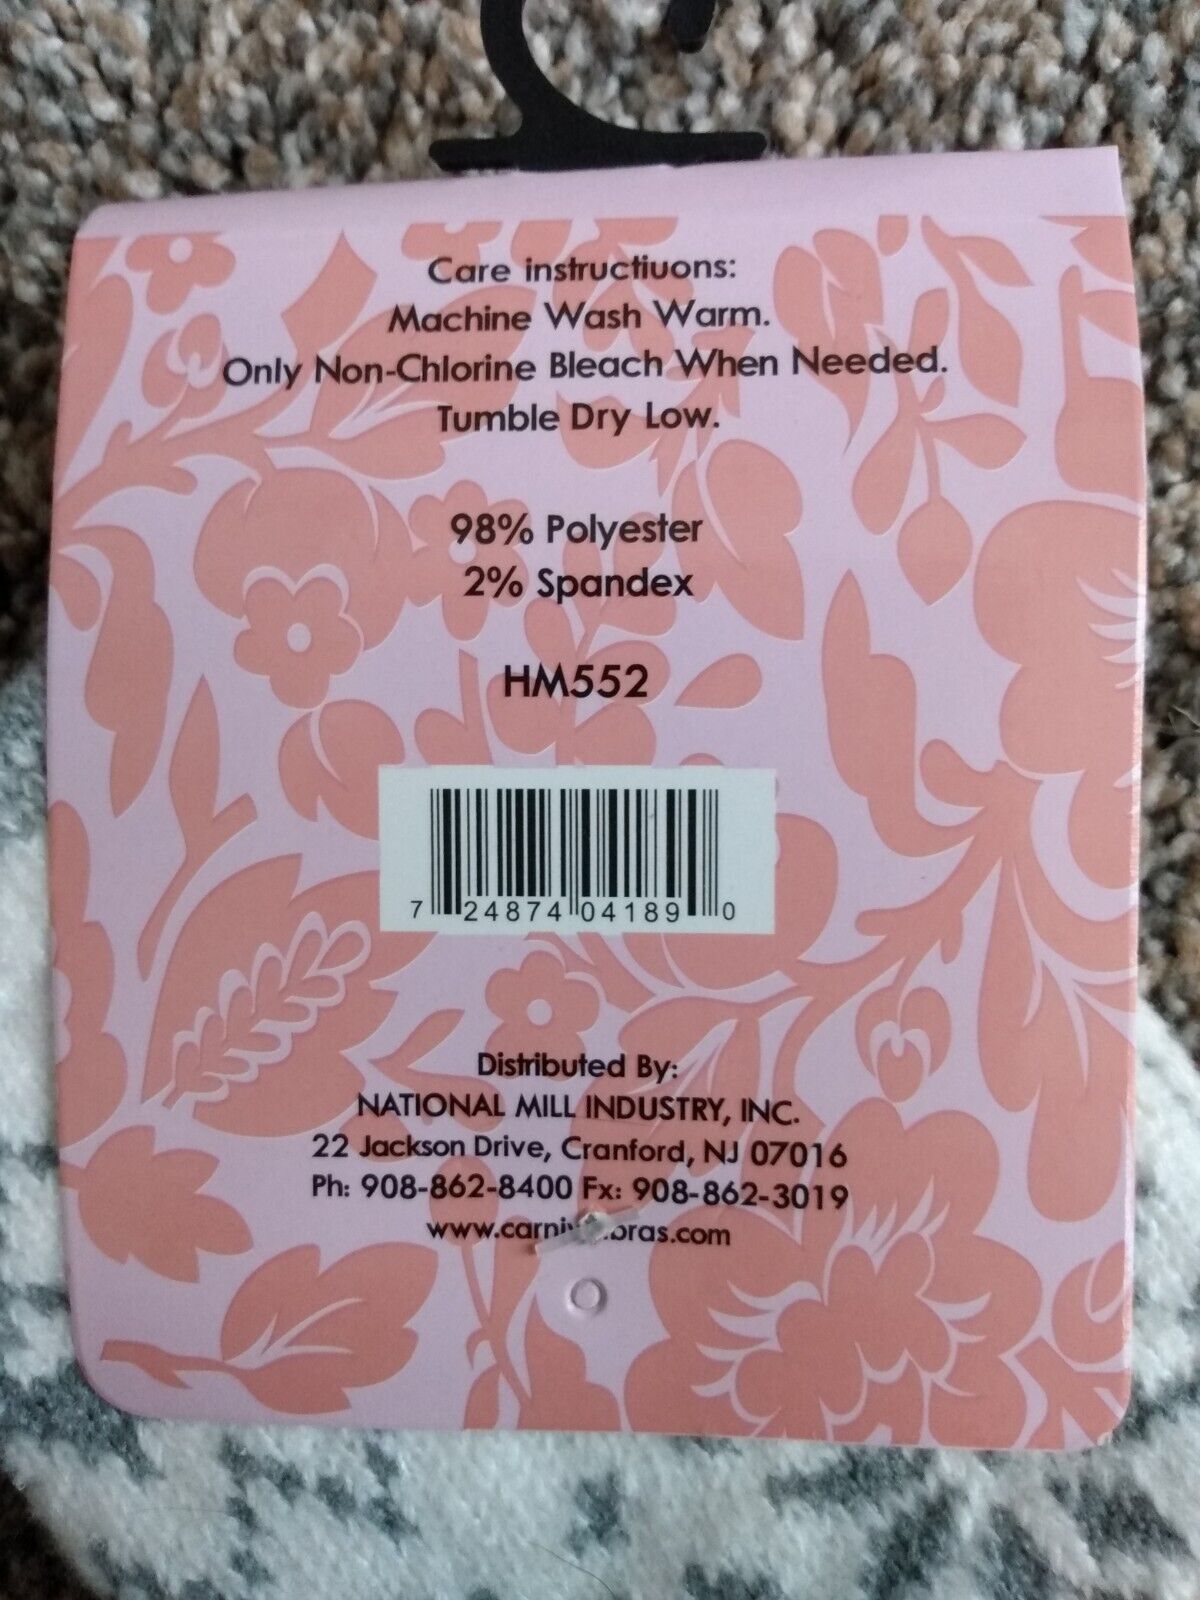 Care instructiuons:
Machine Wash Warm.
Only Non-Chlorine Bleach When Needed.
Tumble Dry Low.
98% Polyester
2% Spandex
HM552
7 24874 04189 0
Distributed By:
NATIONAL MILL INDUSTRY, INC.
22 Jackson Drive, Cranford, NJ 07016
Ph: 908-862-8400 Fx: 908-862-3019